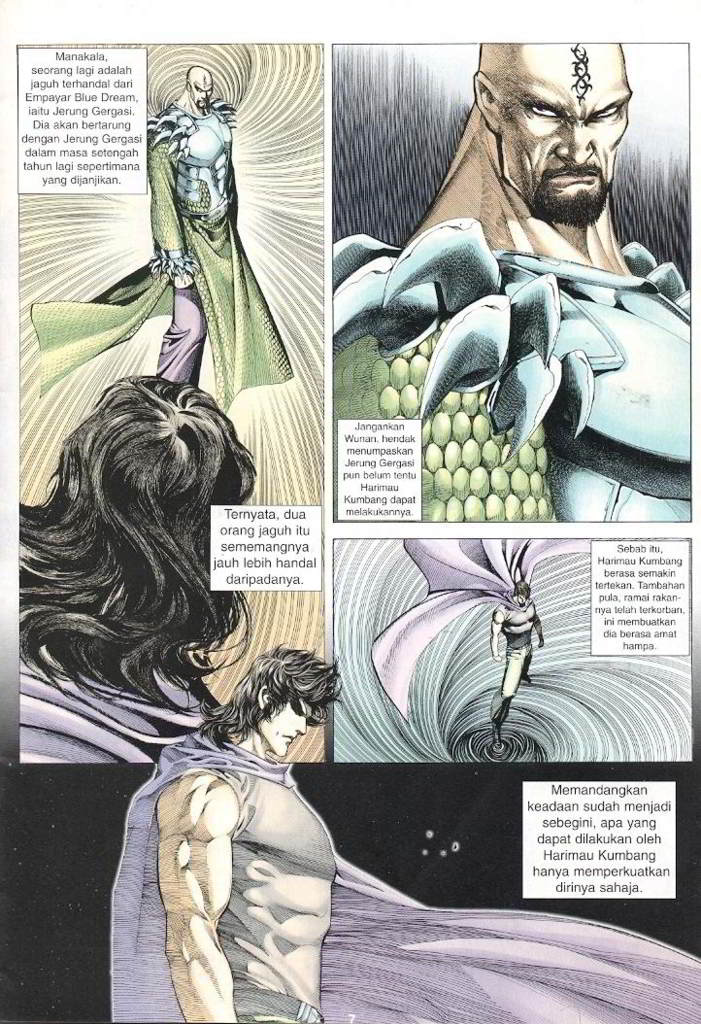 Manakala,
seorang lagi adalah
jaguh terhandal dari
Empayar Blue Dream,
iaitu Jerung Gergasi.
Dia akan bertarung
dengan Jerung Gergasi
dalam masa setengah
tahun lagi sepertimana
yang dijanjikan.
Jangankan
Wunan, hendak
menumpaskan
Jerung Gergasi
pun belum tentu
Harimau
Kumbang dapat
melakukannya.
Ternyata, dua
orang jaguh itu
sememangnya
jauh lebih handal
daripadanya.
Sebab itu,
Harimau Kumbang
berasa semakin
tertekan. Tambahan
pula, ramai rakan-
nya telah terkorban,
ini membuatkan
dia berasa amat
hampa.
Memandangkan
keadaan sudah menjadi
sebegini, apa yang
dapat dilakukan oleh
Harimau Kumbang
hanya memperkuatkan
dirinya sahaja.
7